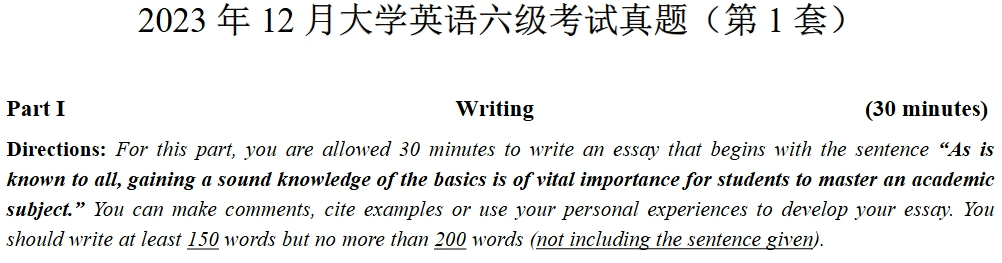 2023 年 12 月大学英语六级考试真题（第 1 套）
Part I Writing (30 minutes)
Directions: For this part, you are allowed 30 minutes to write an essay that begins with the sentence “As is
known to all, gaining a sound knowledge of the basics is of vital importance for students to master an academic
subject.” You can make comments, cite examples or use your personal experiences to develop your essay. You
should write at least 150 words but no more than 200 words (not including the sentence given).